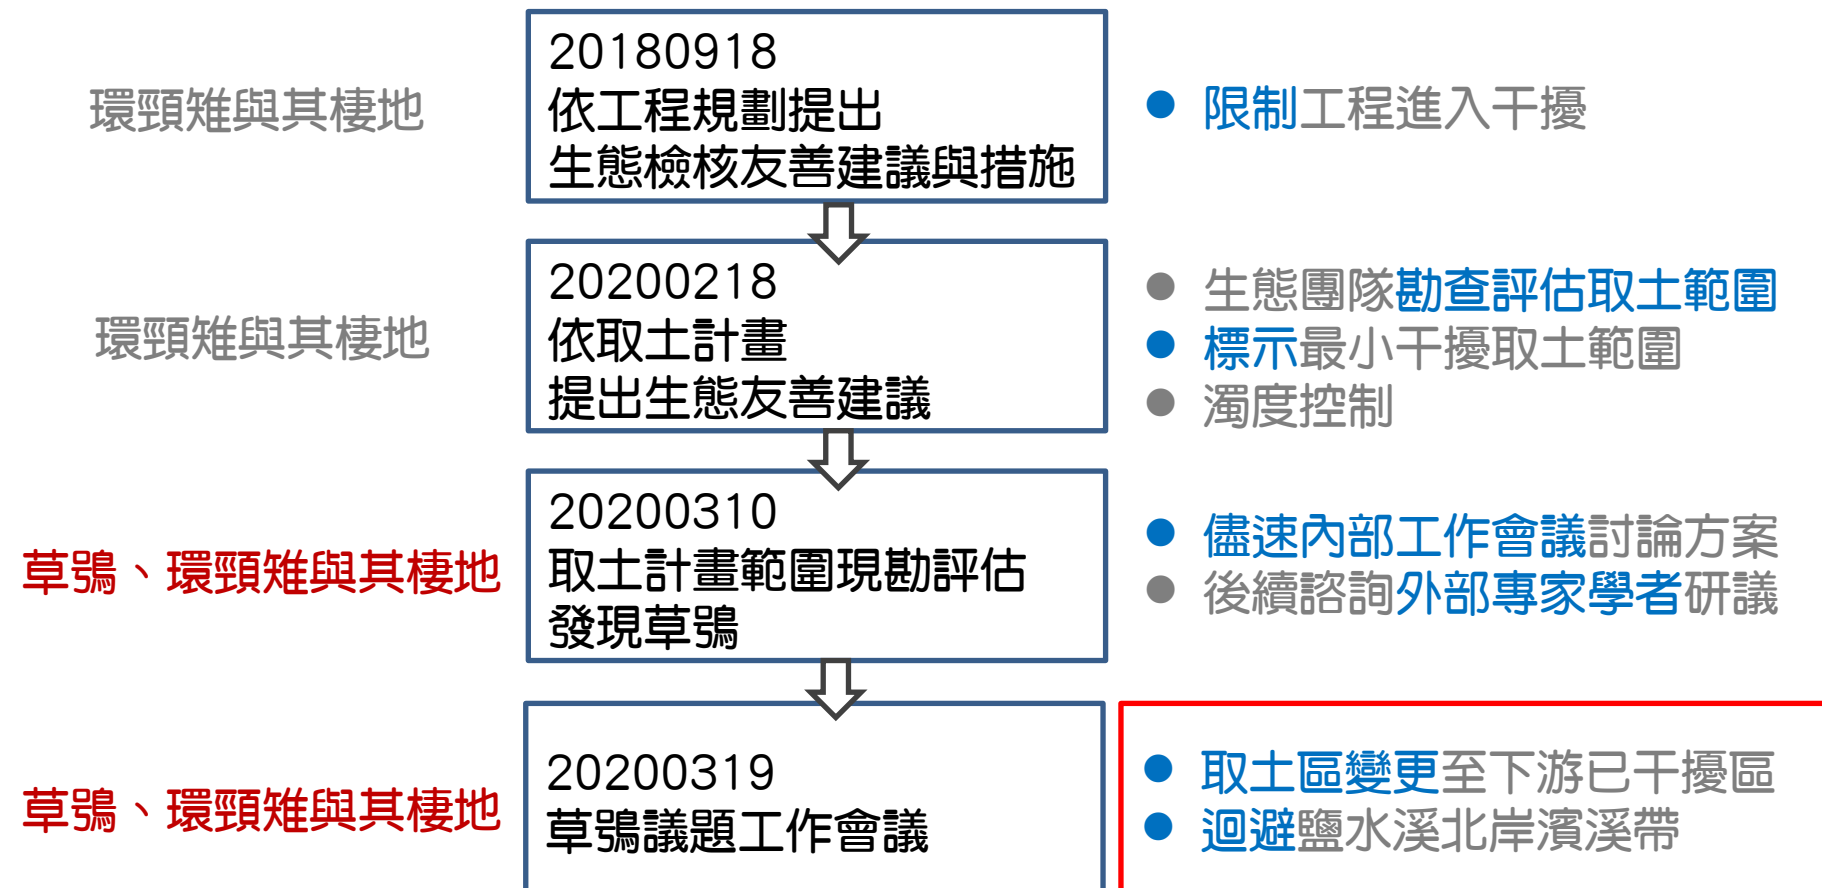 環頸雉與其棲地
20180918
依工程規劃提出
生態檢核友善建議與措施
● 限制工程進入干擾
環頸雉與其棲地
20200218
依取土計畫
提出生態友善建議
● 生態團隊勘查評估取土範圍
● 標示最小干擾取土範圍
● 濁度控制
草鴞、環頸雉與其棲地
20200310
取土計畫範圍現勘評估
發現草鴞
● 儘速內部工作會議討論方案
● 後續諮詢外部專家學者研議
草鴞、環頸雉與其棲地
20200319
草鴞議題工作會議
● 取土區變更至下游已干擾區
● 迴避鹽水溪北岸濱溪帶